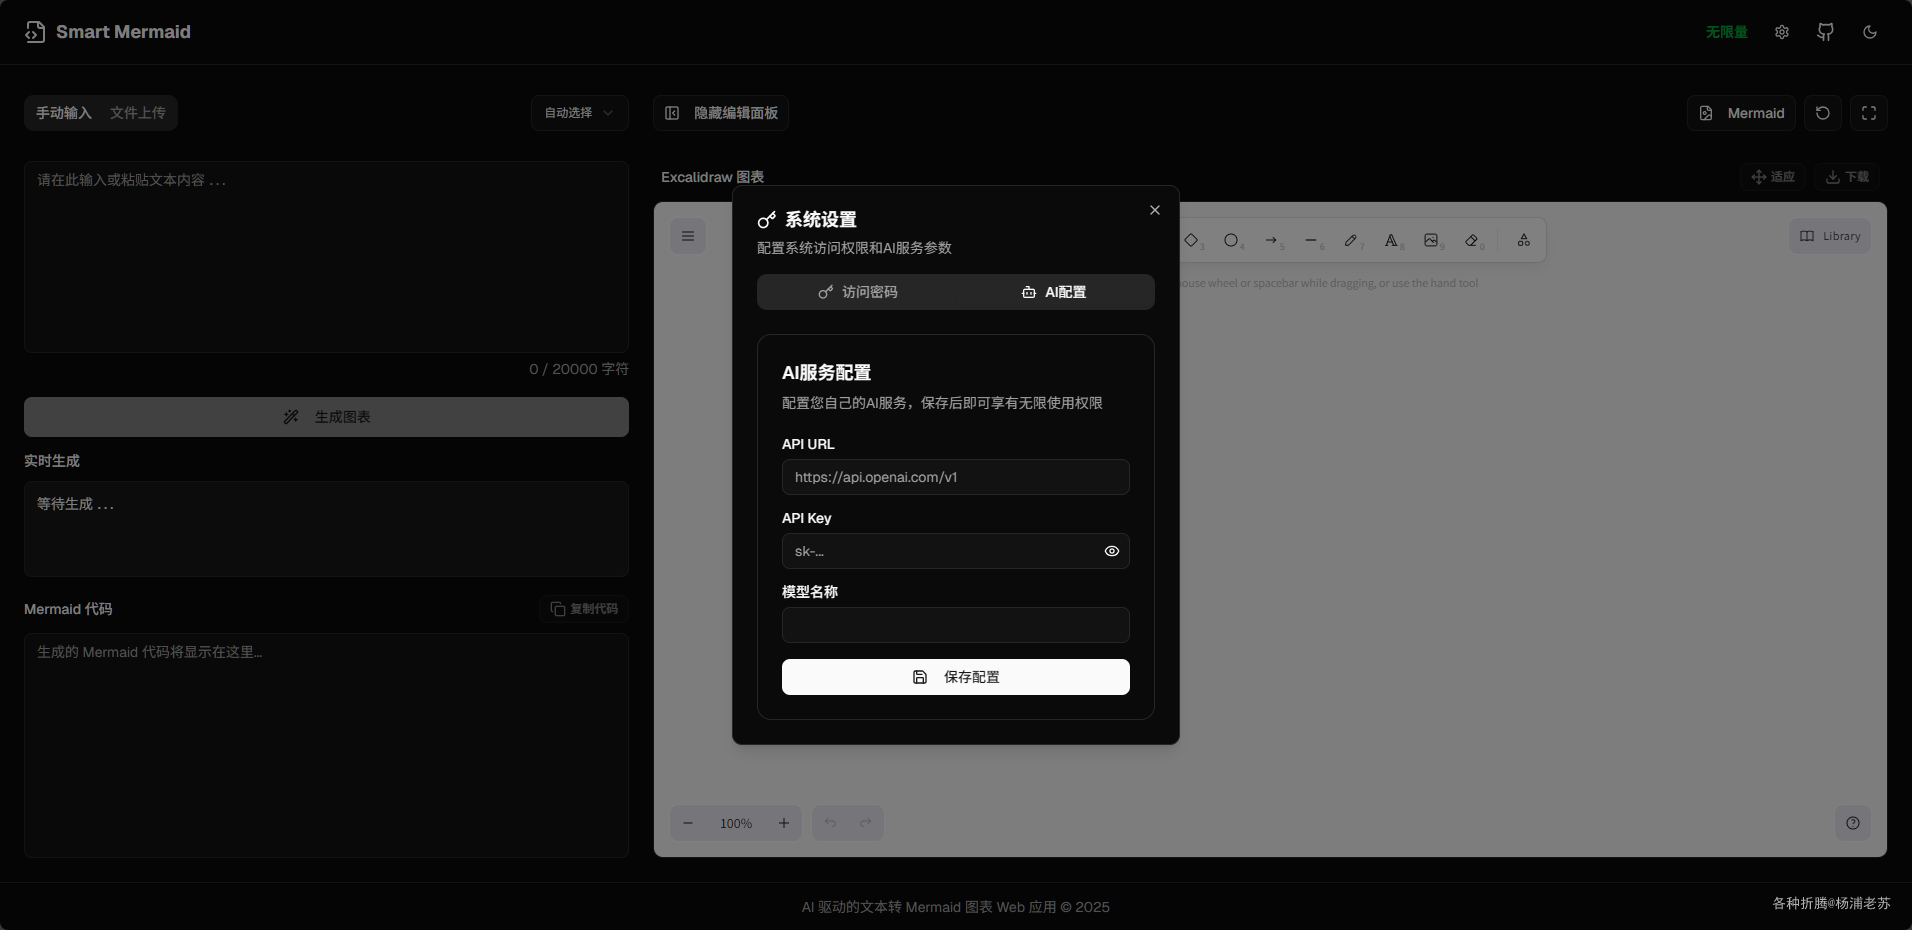 Smart Mermaid
无限量
手动输入 文件上传
自动选择
隐藏编辑面板
Mermaid
请在此输入或粘贴文本内容 ...
0 / 20000 字符
生成图表
实时生成
等待生成 ...
Mermaid 代码
复制代码
生成的 Mermaid 代码将显示在这里...
Excalidraw 图表
适应
下载
3 4 5 6 7 8 9 0
Library
wheel or spacebar while dragging, or use the hand tool
系统设置
配置系统访问权限和AI服务参数
访问密码
AI配置
AI服务配置
配置您自己的AI服务，保存后即可享有无限使用权限
API URL
https://api.openai.com/v1
API Key
sk-...
模型名称
保存配置
100%
AI 驱动的文本转 Mermaid 图表 Web 应用 © 2025
各种折腾@杨浦老苏